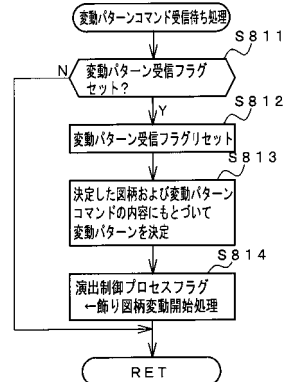 変動パターンコマンド受信待ち処理
S811
N
変動パターン受信フラグ
セット？
Y
S812
変動パターン受信フラグリセット
S813
決定した図柄および変動パターン
コマンドの内容にもとづいて
変動パターンを決定
S814
演出制御プロセスフラグ
←飾り図柄変動開始処理
RET